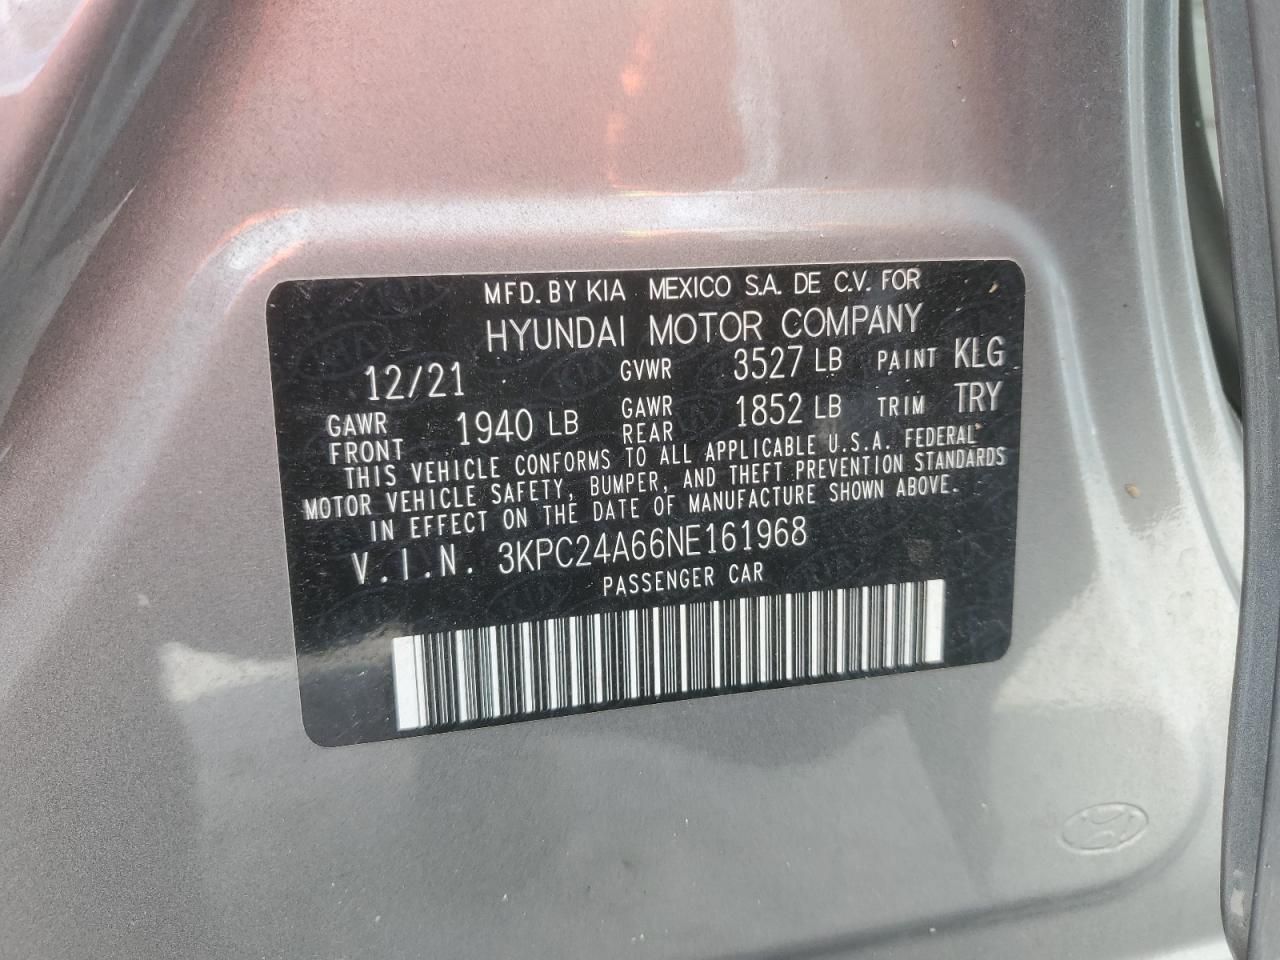 MFD. BY KIA MEXICO S.A. DE C.V. FOR
HYUNDAI MOTOR COMPANY
12/21 GVWR 3527 LB PAINT KLG
GAWR FRONT 1940 LB GAWR REAR 1852 LB TRIM TRY
THIS VEHICLE CONFORMS TO ALL APPLICABLE U.S.A. FEDERAL
MOTOR VEHICLE SAFETY, BUMPER, AND THEFT PREVENTION STANDARDS
IN EFFECT ON THE DATE OF MANUFACTURE SHOWN ABOVE.
V.I.N. 3KPC24A66NE161968
PASSENGER CAR